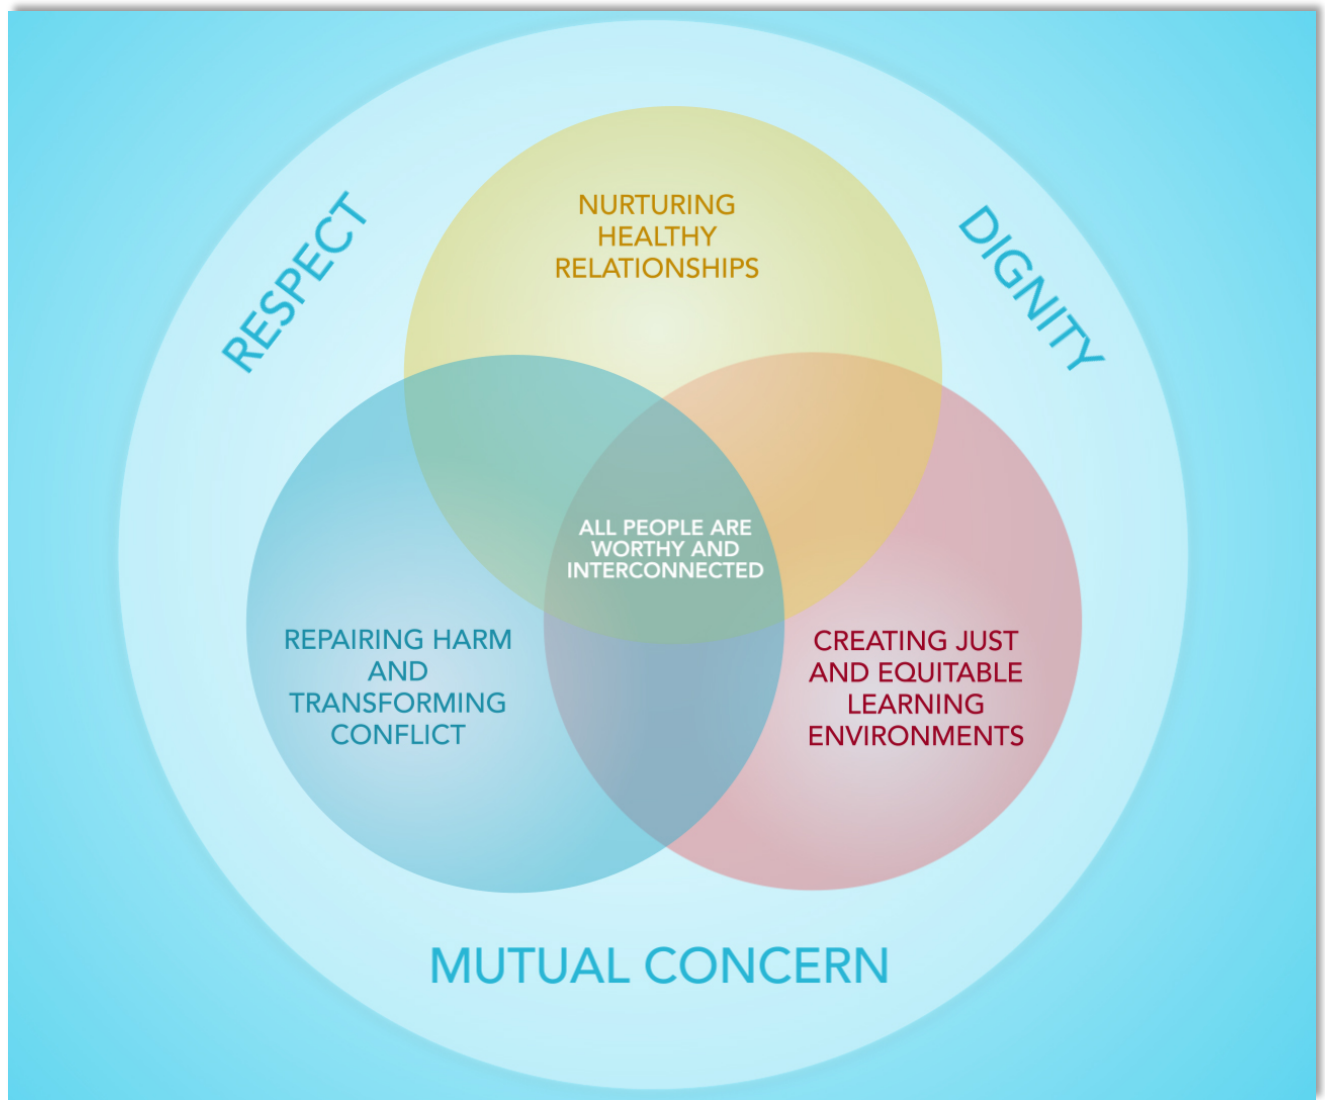 RESPECT
DIGNITY
NURTURING
HEALTHY
RELATIONSHIPS
ALL PEOPLE ARE
WORTHY AND
INTERCONNECTED
REPAIRING HARM
AND
TRANSFORMING
CONFLICT
CREATING JUST
AND EQUITABLE
LEARNING
ENVIRONMENTS
MUTUAL CONCERN